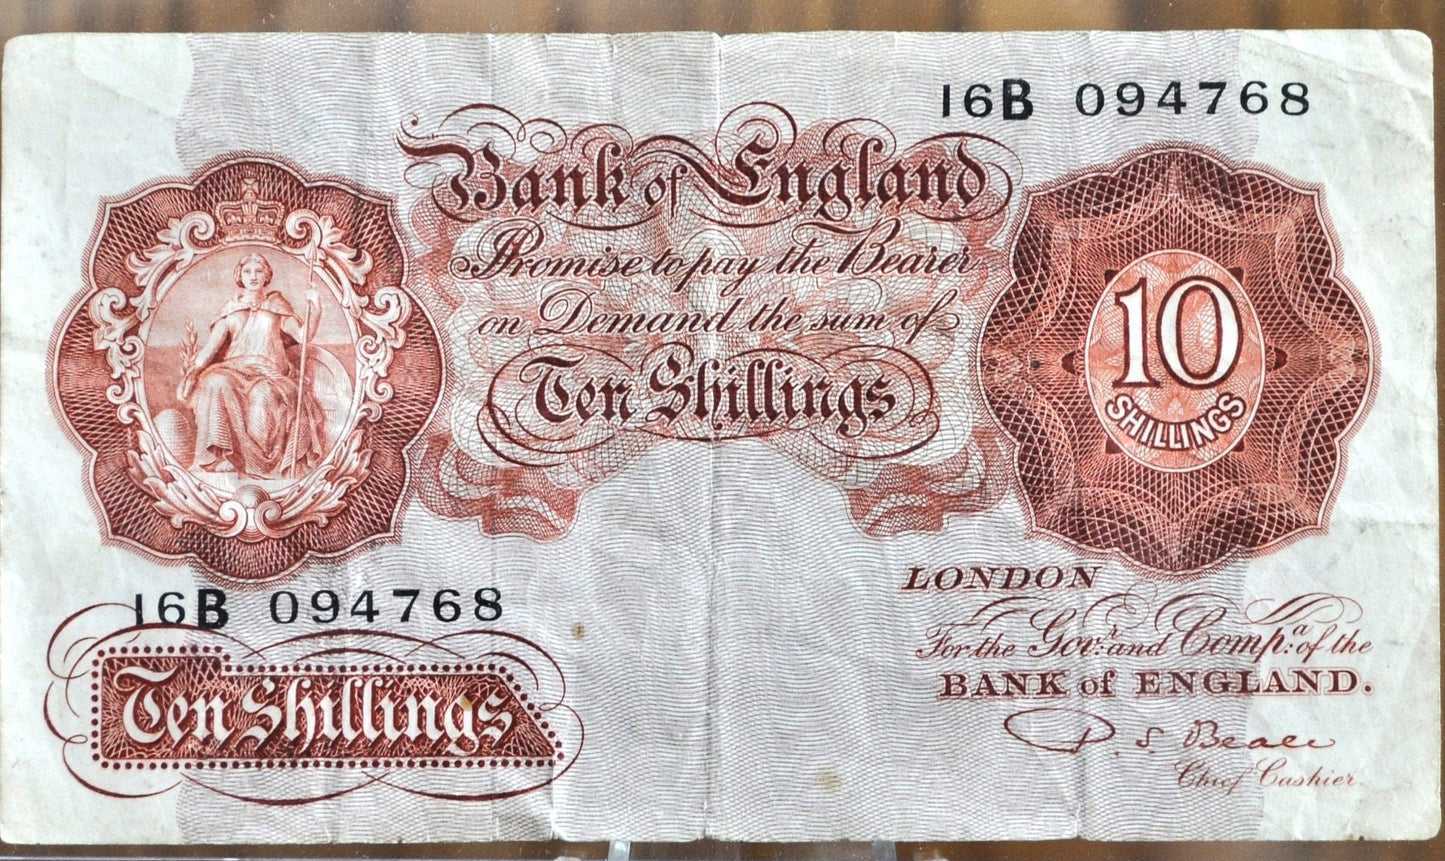 16B 094768
Bank of England
Promise to pay the Bearer
on Demand the sum of
Ten Shillings
10
SHILLINGS
16B 094768
Ten Shillings
LONDON
For the Govr: and Compa: of the
BANK of ENGLAND.
P. S. Beale
Chief Cashier.